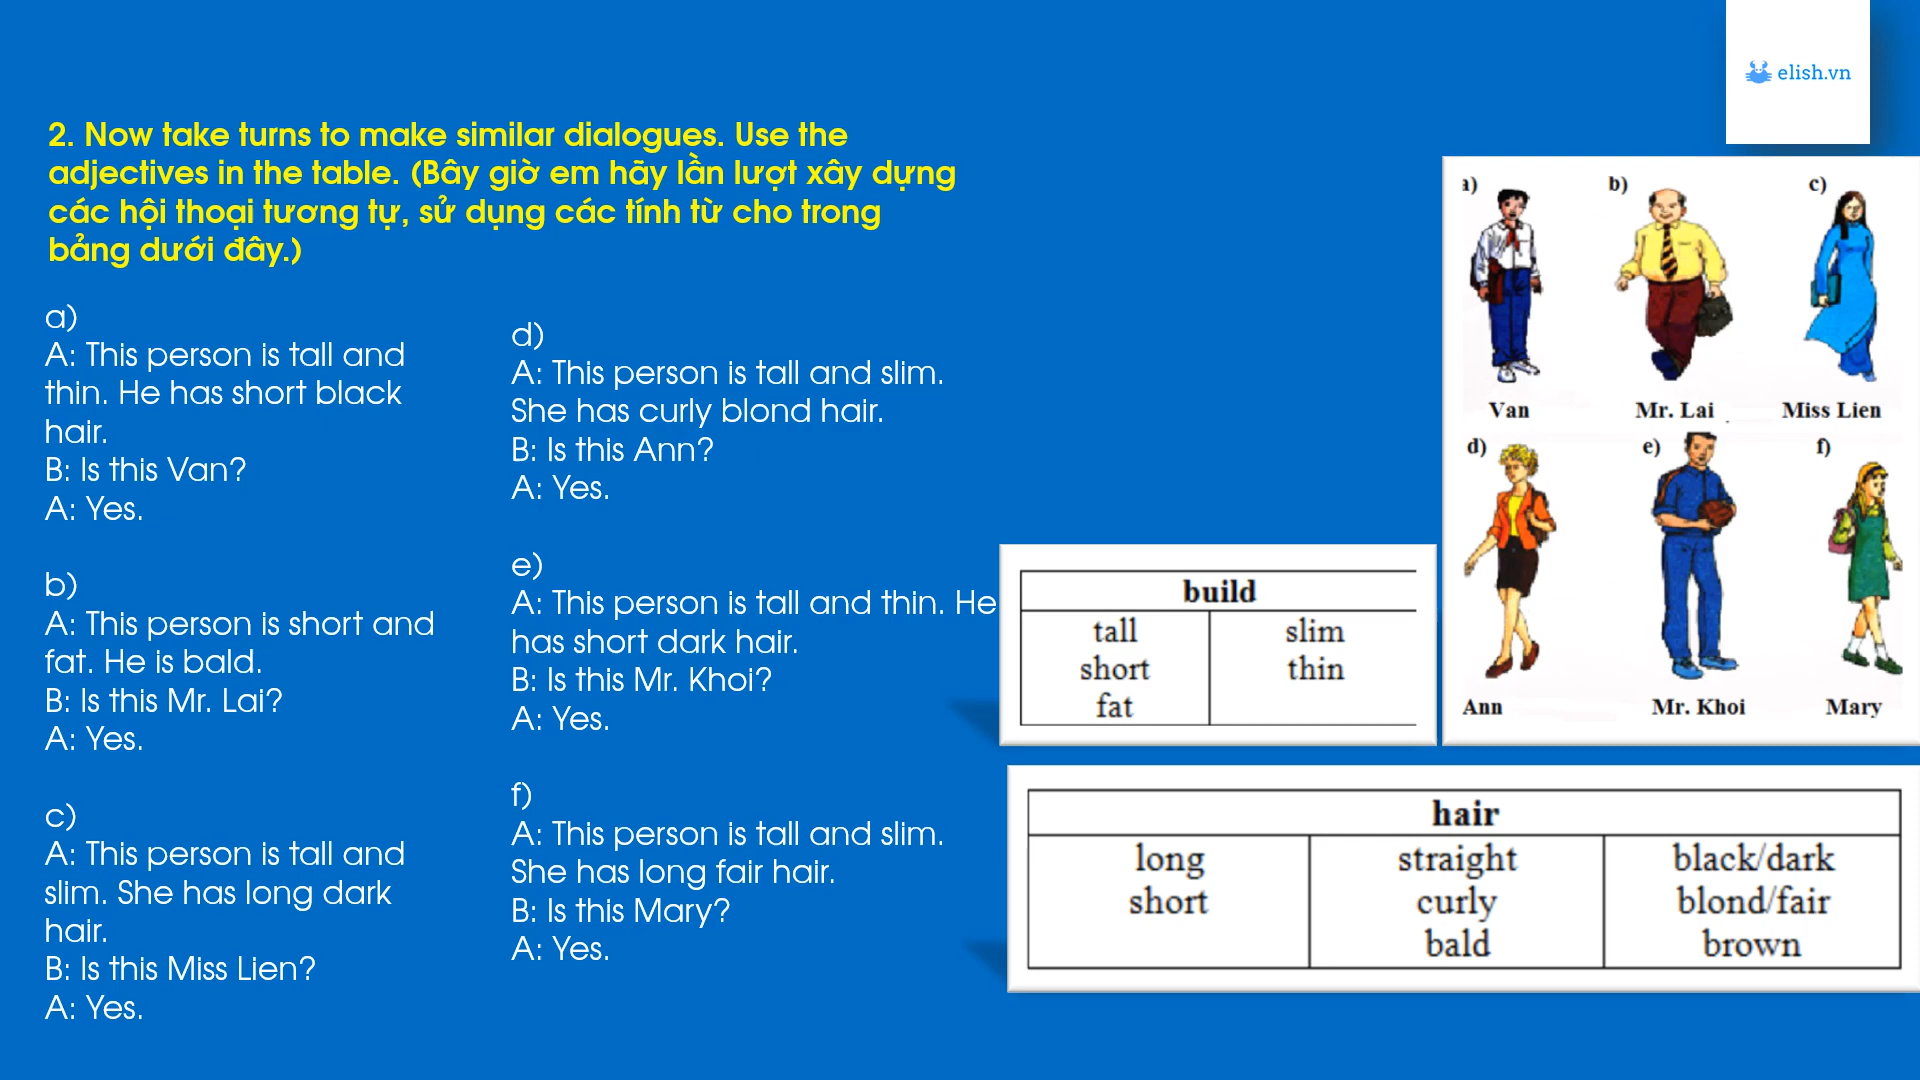 elish.vn
2. Now take turns to make similar dialogues. Use the
adjectives in the table. (Bây giờ em hãy lần lượt xây dựng
các hội thoại tương tự, sử dụng các tính từ cho trong
bảng dưới đây.)
a)
A: This person is tall and
thin. He has short black
hair.
B: Is this Van?
A: Yes.
b)
A: This person is short and
fat. He is bald.
B: Is this Mr. Lai?
A: Yes.
c)
A: This person is tall and
slim. She has long dark
hair.
B: Is this Miss Lien?
A: Yes.
d)
A: This person is tall and slim.
She has curly blond hair.
B: Is this Ann?
A: Yes.
e)
A: This person is tall and thin. He
has short dark hair.
B: Is this Mr. Khoi?
A: Yes.
f)
A: This person is tall and slim.
She has long fair hair.
B: Is this Mary?
A: Yes.
a) b) c)
Van Mr. Lai Miss Lien
d) e) f)
Ann Mr. Khoi Mary
build
tall slim
short thin
fat
hair
long straight black/dark
short curly blond/fair
bald brown